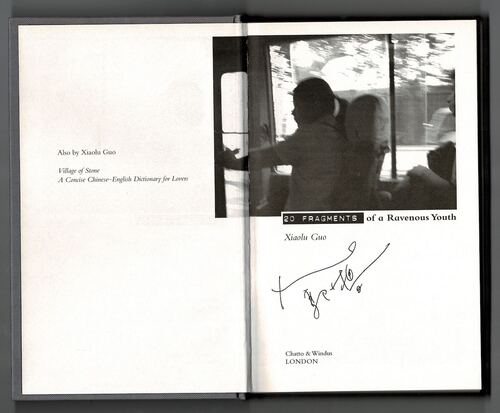 Also by Xiaolu Guo
Village of Stone
A Concise Chinese–English Dictionary for Lovers
20 FRAGMENTS of a Ravenous Youth
Xiaolu Guo
Chatto & Windus
LONDON